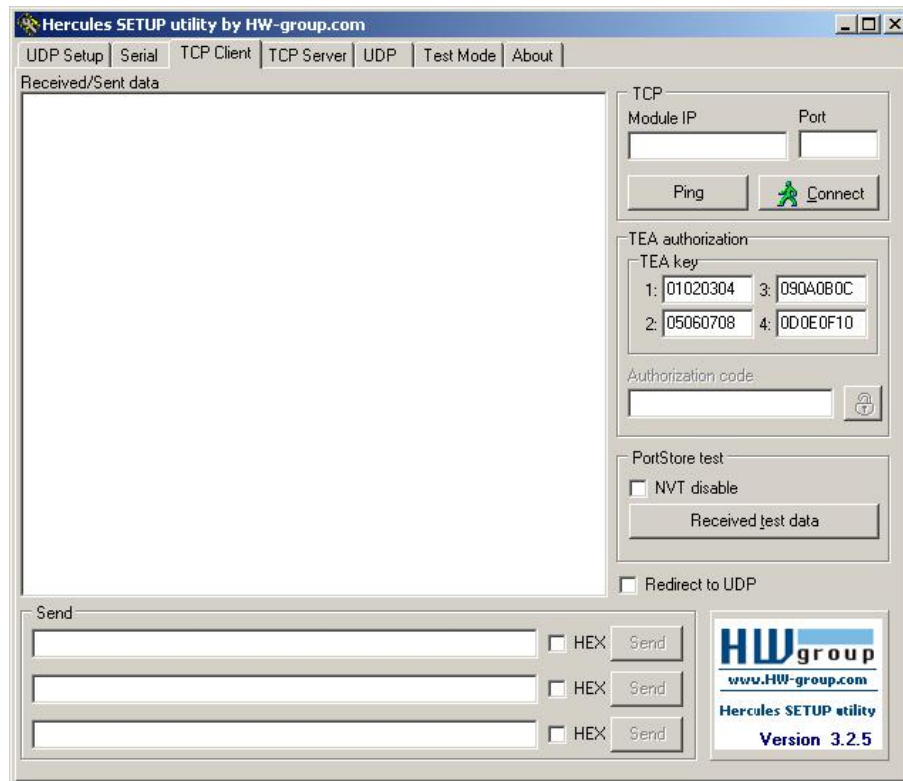 Hercules SETUP utility by HW-group.com
UDP Setup Serial TCP Client TCP Server UDP Test Mode About
Received/Sent data
TCP
Module IP Port
Ping Connect
TEA authorization
TEA key
1: 01020304 3: 090A0B0C
2: 05060708 4: 0D0E0F10
Authorization code
PortStore test
NVT disable
Received test data
Redirect to UDP
Send
HEX Send
HEX Send
HEX Send
HW group
www.HW-group.com
Hercules SETUP utility
Version 3.2.5